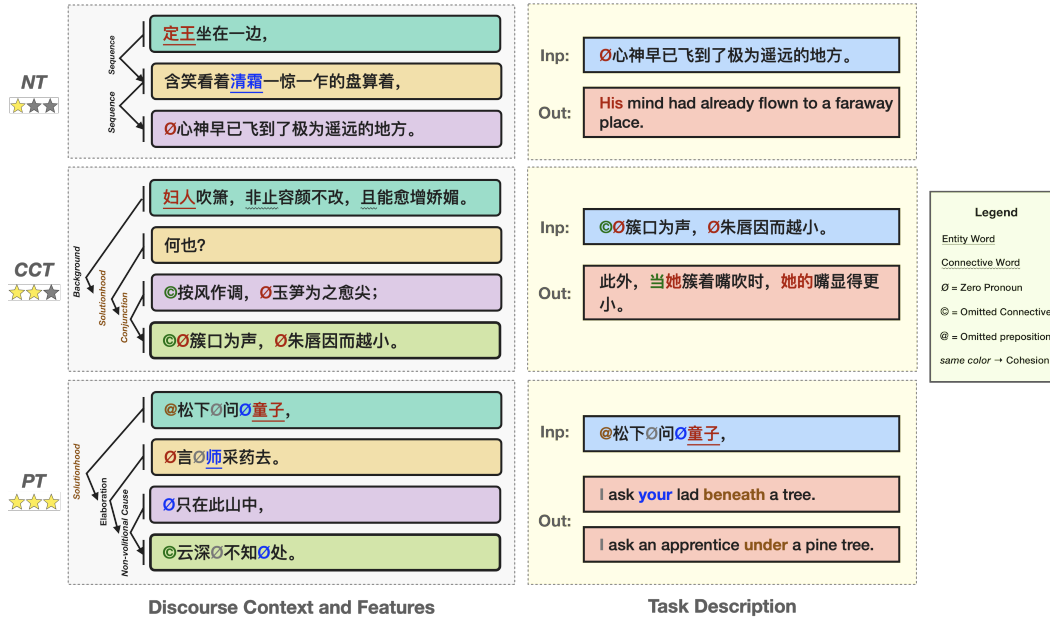 NT
Sequence
Sequence
定王坐在一边,
含笑看着清霜一惊一乍的盘算着,
Ø心神早已飞到了极为遥远的地方。
Inp:
Ø心神早已飞到了极为遥远的地方。
Out:
His mind had already flown to a faraway
place.
CCT
Background
Solutionhood
Conjunction
妇人吹箫，非止容颜不改，且能愈增娇媚。
何也?
©按风作调，Ø玉笋为之愈尖；
©Ø簇口为声，Ø朱唇因而越小。
Inp:
©Ø簇口为声，Ø朱唇因而越小。
Out:
此外，当她簇着嘴吹时，她的嘴显得更
小。
PT
Solutionhood
Elaboration
Non-volitional Cause
@松下Ø问Ø童子,
Ø言Ø师采药去。
Ø只在此山中,
©云深Ø不知Ø处。
Inp:
@松下Ø问Ø童子,
Out:
I ask your lad beneath a tree.
I ask an apprentice under a pine tree.
Legend
Entity Word
Connective Word
Ø = Zero Pronoun
© = Omitted Connective
@ = Omitted preposition
same color → Cohesion
Discourse Context and Features
Task Description